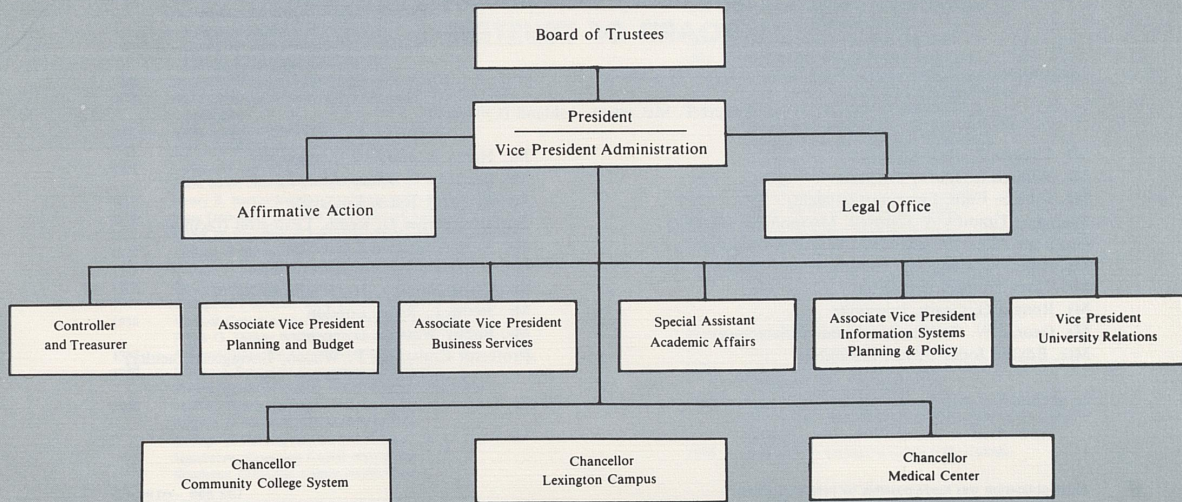 Board of Trustees
President
Vice President Administration
Affirmative Action
Legal Office
Controller
and Treasurer
Associate Vice President
Planning and Budget
Associate Vice President
Business Services
Special Assistant
Academic Affairs
Associate Vice President
Information Systems
Planning & Policy
Vice President
University Relations
Chancellor
Community College System
Chancellor
Lexington Campus
Chancellor
Medical Center